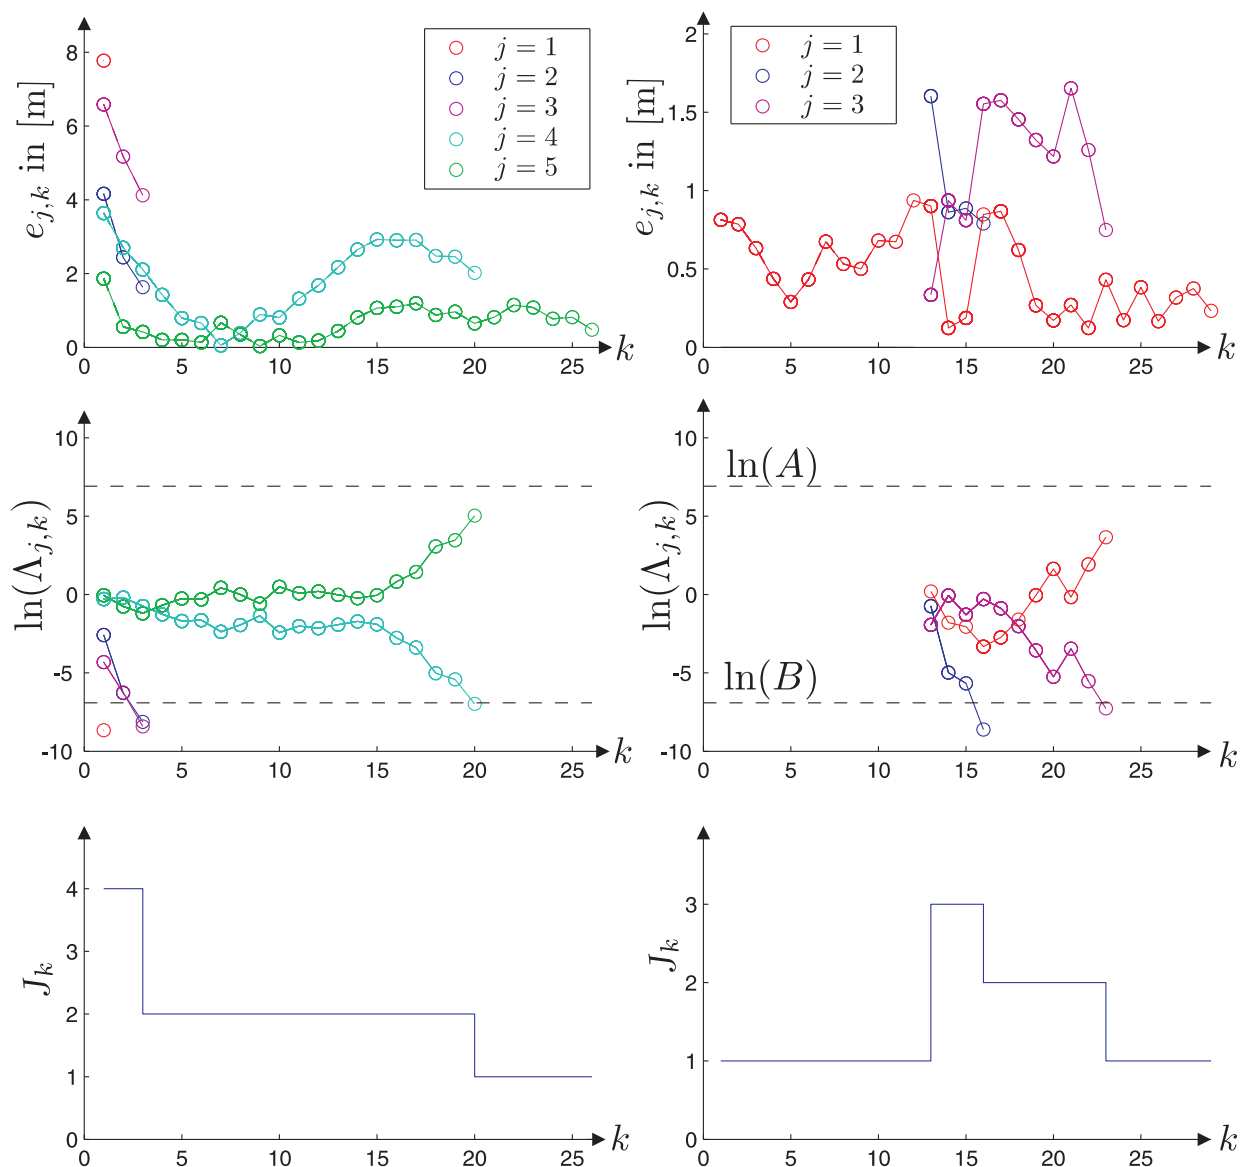 e_{j,k} in [m]
8
6
4
2
0
0 5 10 15 20 25
k
j = 1
j = 2
j = 3
j = 4
j = 5
e_{j,k} in [m]
2
1.5
1
0.5
0
0 5 10 15 20 25
k
j = 1
j = 2
j = 3
ln(Λ_{j,k})
10
5
0
-5
-10
0 5 10 15 20 25
k
ln(Λ_{j,k})
10
5
0
-5
-10
0 5 10 15 20 25
k
ln(A)
ln(B)
J_k
4
3
2
1
0
0 5 10 15 20 25
k
J_k
3
2
1
0
0 5 10 15 20 25
k